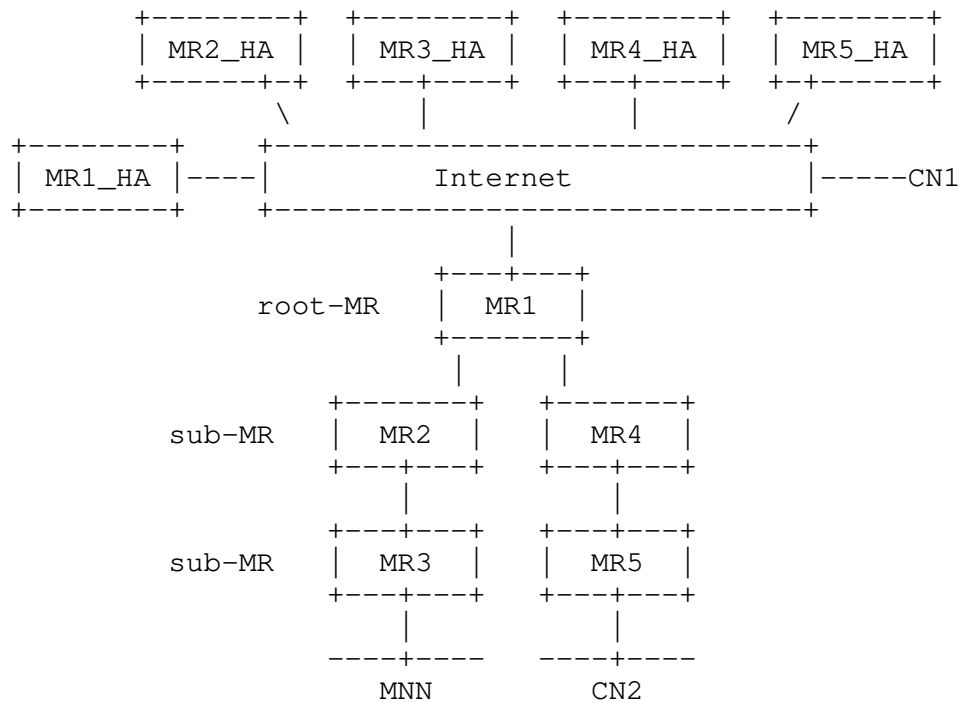 MR2_HA MR3_HA MR4_HA MR5_HA
MR1_HA Internet CN1
root-MR MR1
sub-MR MR2 MR4
sub-MR MR3 MR5
MNN CN2